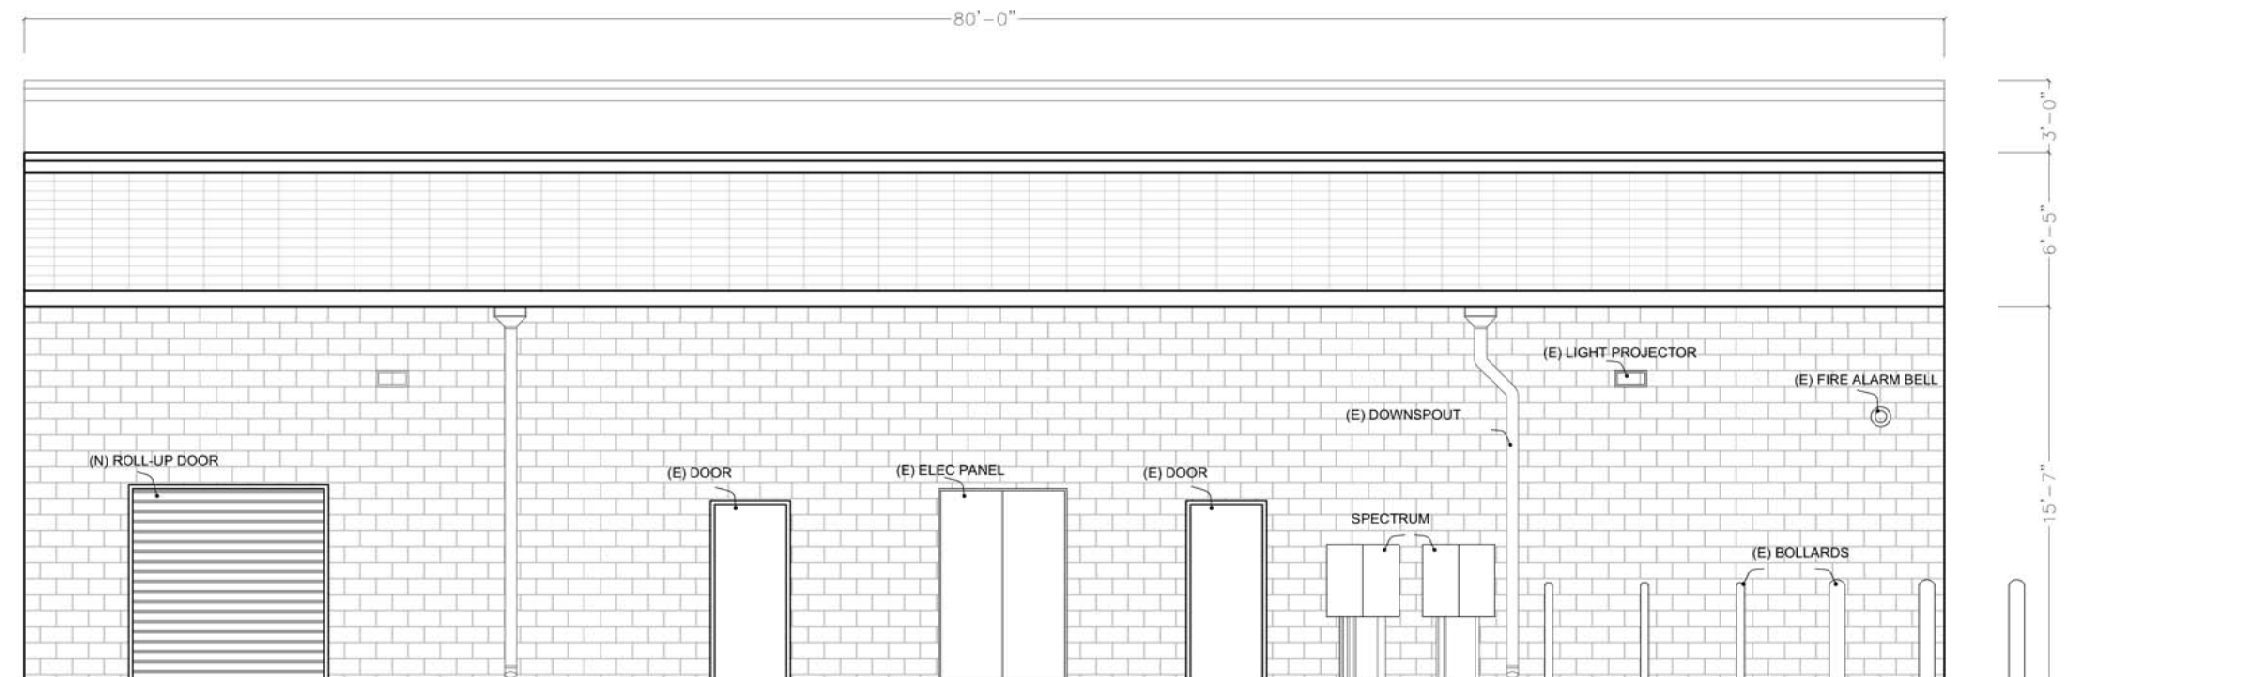 80'-0"
3'-0"
6'-5"
(E) LIGHT PROJECTOR
(E) FIRE ALARM BELL
(E) DOWNSPOUT
(N) ROLL-UP DOOR
(E) DOOR
(E) ELEC PANEL
(E) DOOR
15'-7"
SPECTRUM
(E) BOLLARDS